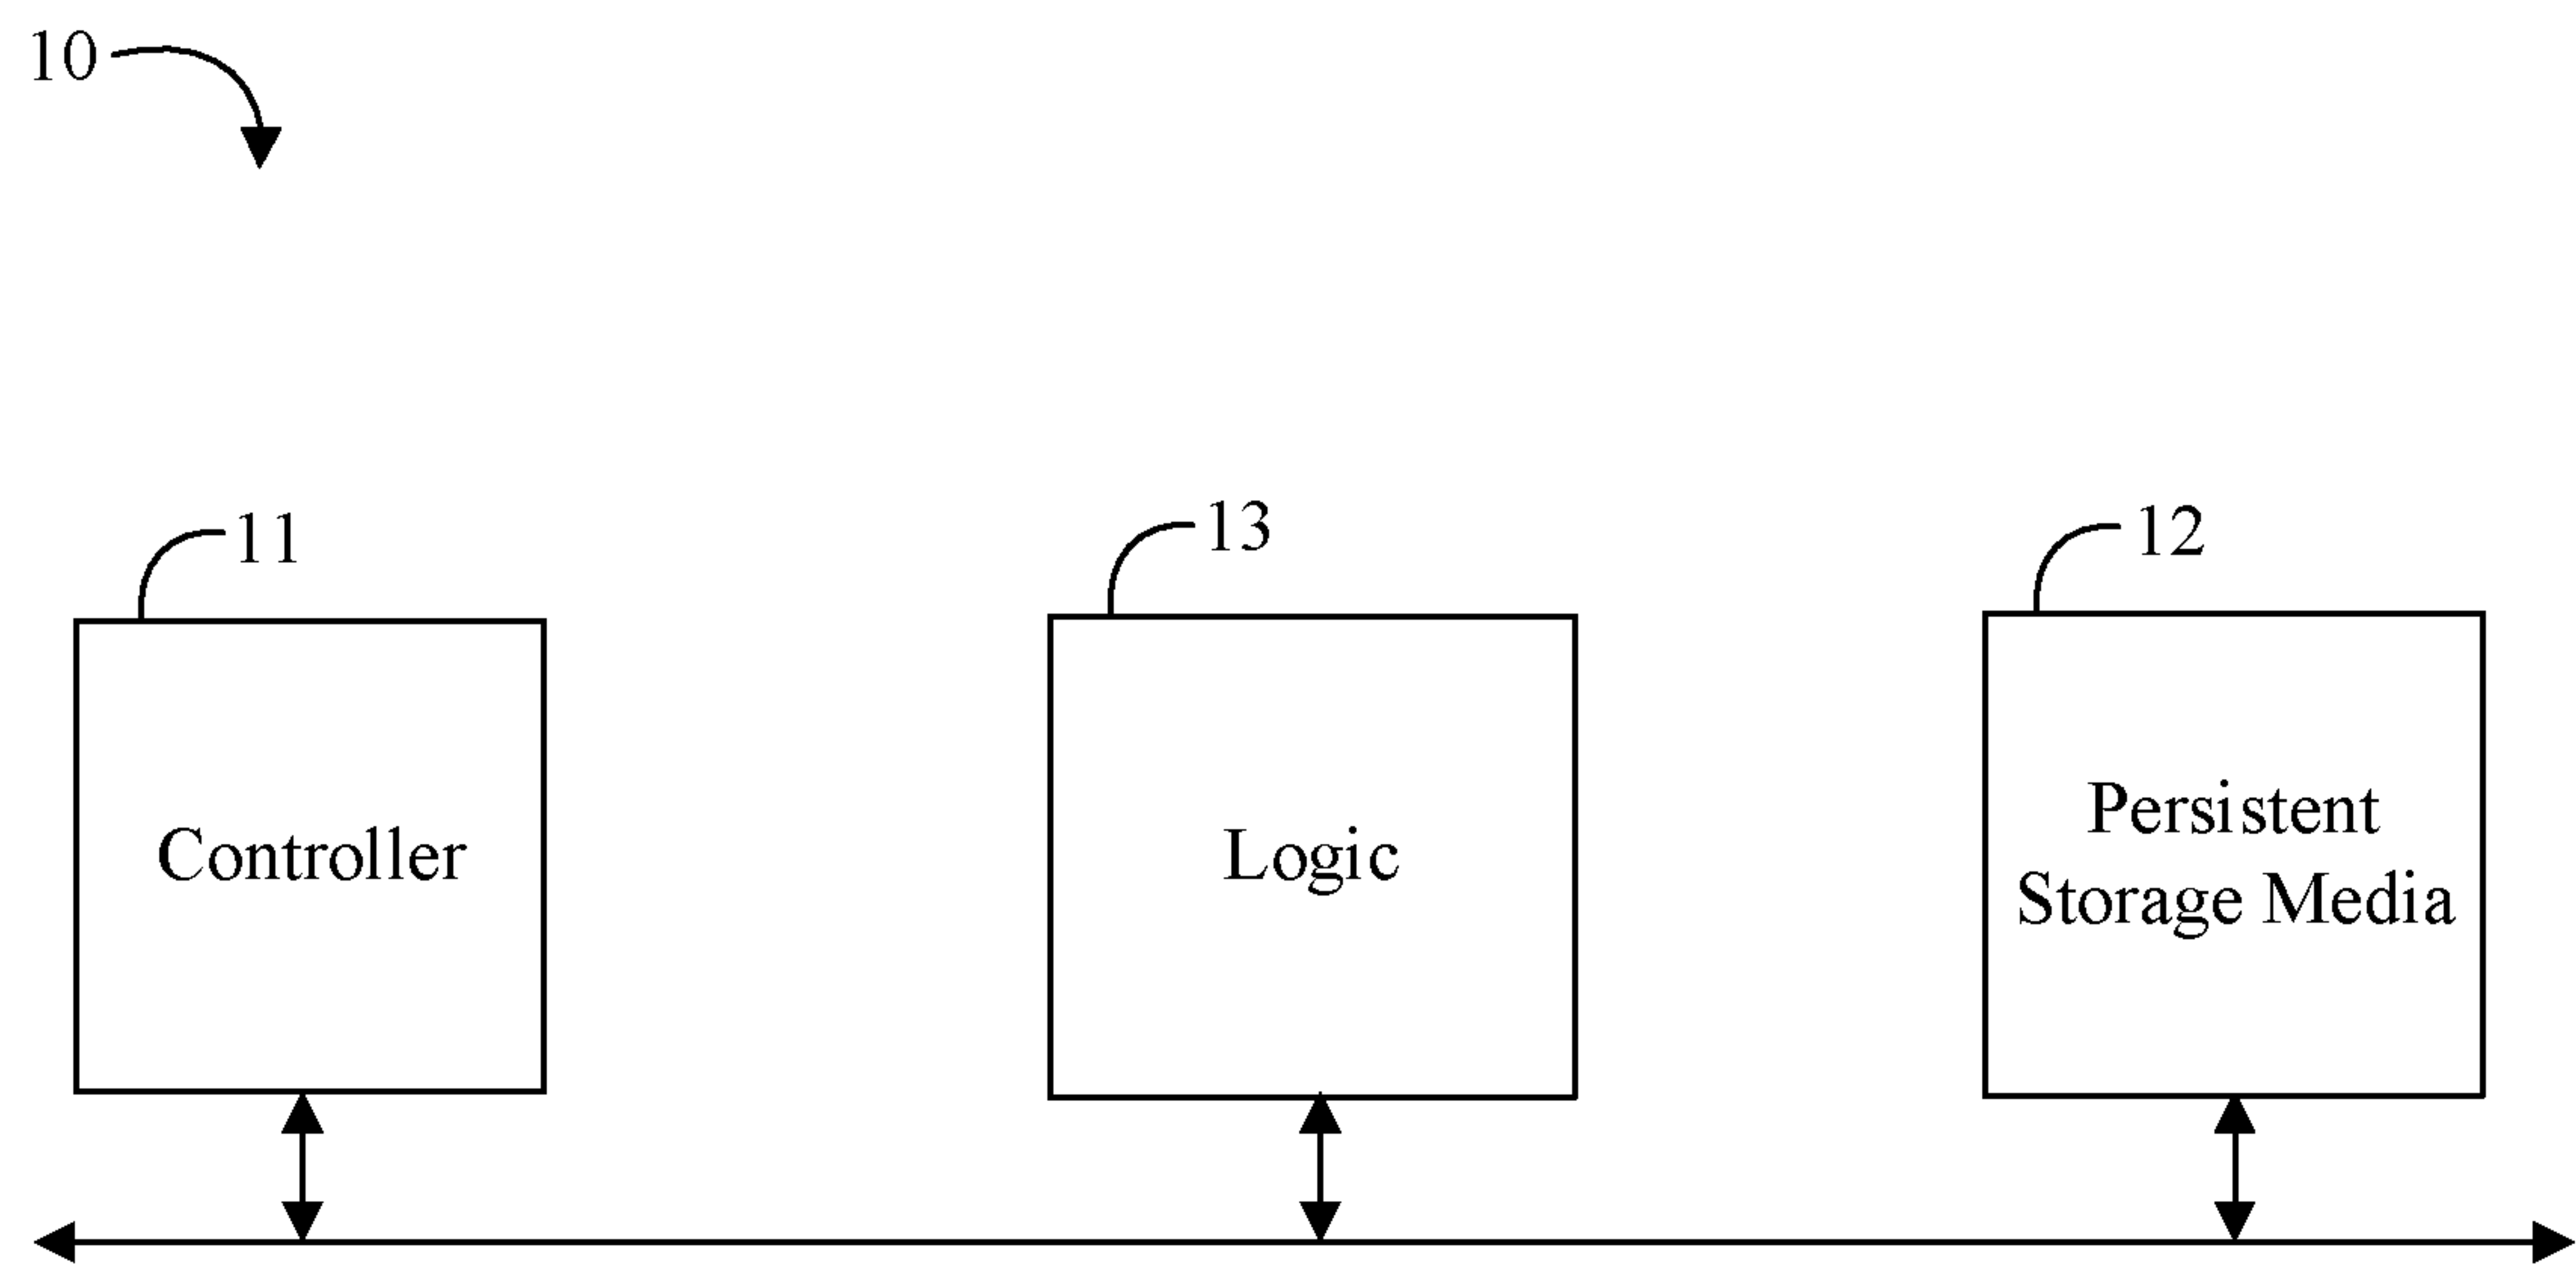 10
11
13
12
Controller
Logic
Persistent
Storage Media